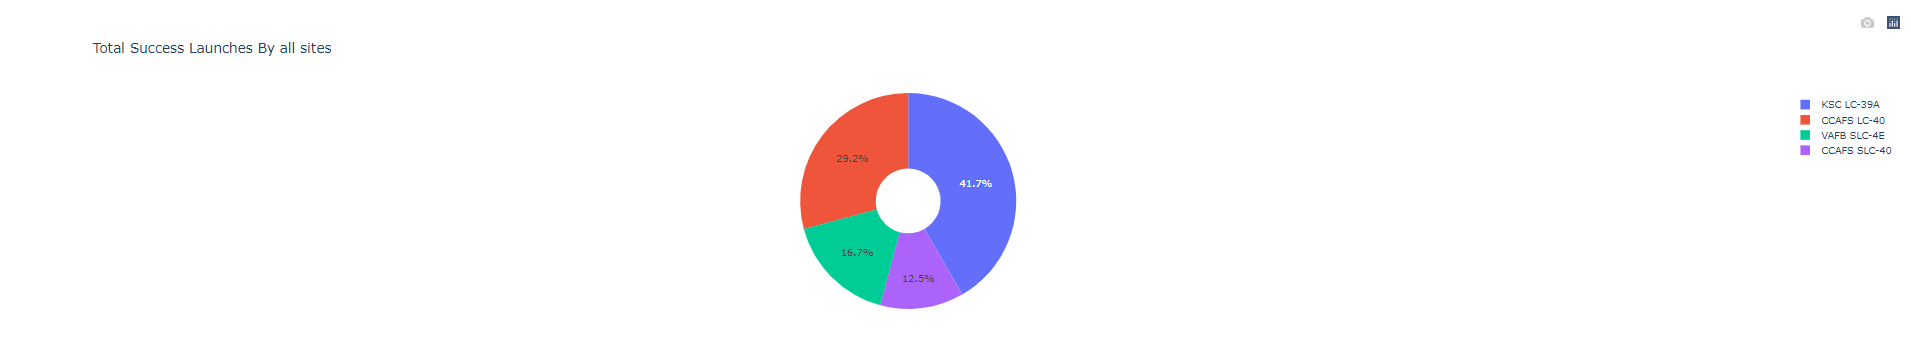 Total Success Launches By all sites
KSC LC-39A
CCAFS LC-40
VAFB SLC-4E
CCAFS SLC-40
29.2%
41.7%
16.7%
12.5%